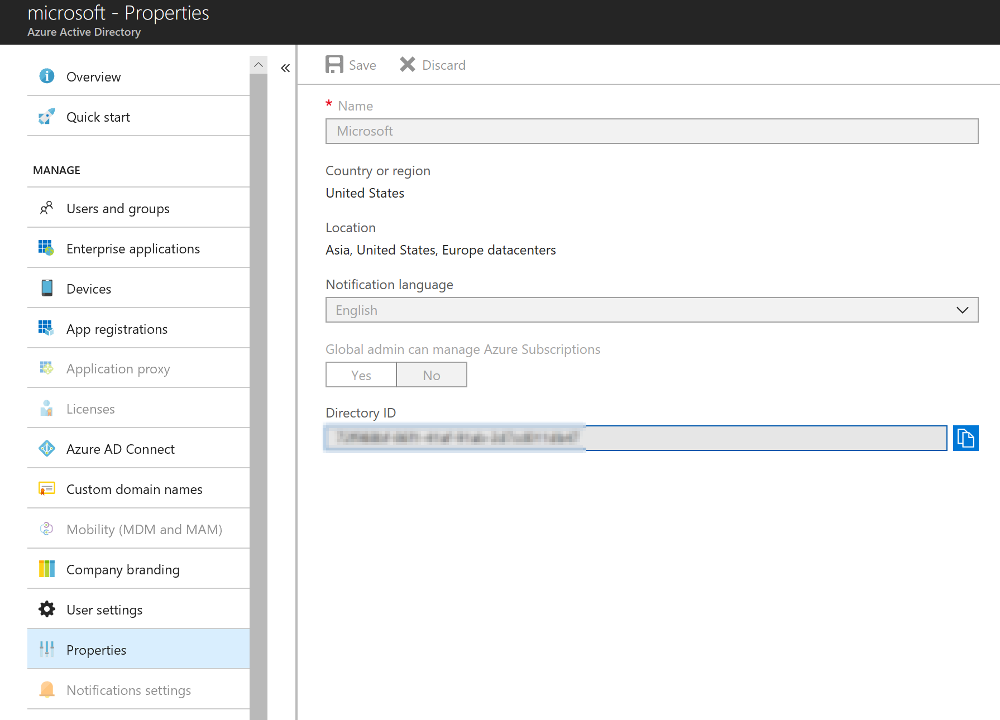 microsoft - Properties
Azure Active Directory
Overview
Quick start
MANAGE
Users and groups
Enterprise applications
Devices
App registrations
Application proxy
Licenses
Azure AD Connect
Custom domain names
Mobility (MDM and MAM)
Company branding
User settings
Properties
Notifications settings
Save Discard
* Name
Microsoft
Country or region
United States
Location
Asia, United States, Europe datacenters
Notification language
English
Global admin can manage Azure Subscriptions
Yes No
Directory ID